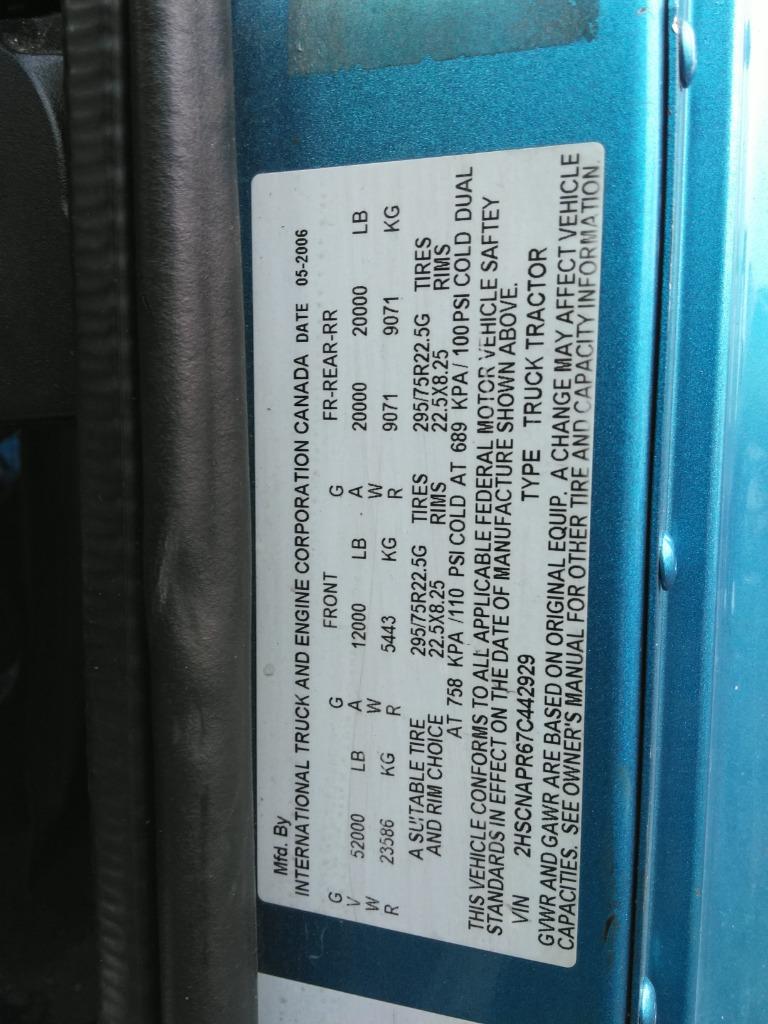 Mfd. By
INTERNATIONAL TRUCK AND ENGINE CORPORATION CANADA DATE 05-2006
G FRONT G FR-REAR-RR
V 52000 LB A 12000 LB A 20000 20000 LB
W W W
R 23586 KG R 5443 KG R 9071 9071 KG
A SUITABLE TIRE 295/75R22.5G TIRES 295/75R22.5G TIRES
AND RIM CHOICE 22.5X8.25 RIMS 22.5X8.25 RIMS
AT 758 KPA /110 PSI COLD AT 689 KPA/ 100 PSI COLD DUAL
THIS VEHICLE CONFORMS TO ALL APPLICABLE FEDERAL MOTOR VEHICLE SAFTEY
STANDARDS IN EFFECT ON THE DATE OF MANUFACTURE SHOWN ABOVE.
VIN 2HSCNAPR67C442929 TYPE TRUCK TRACTOR
GVWR AND GAWR ARE BASED ON ORIGINAL EQUIP. A CHANGE MAY AFFECT VEHICLE
CAPACITIES. SEE OWNER'S MANUAL FOR OTHER TIRE AND CAPACITY INFORMATION.